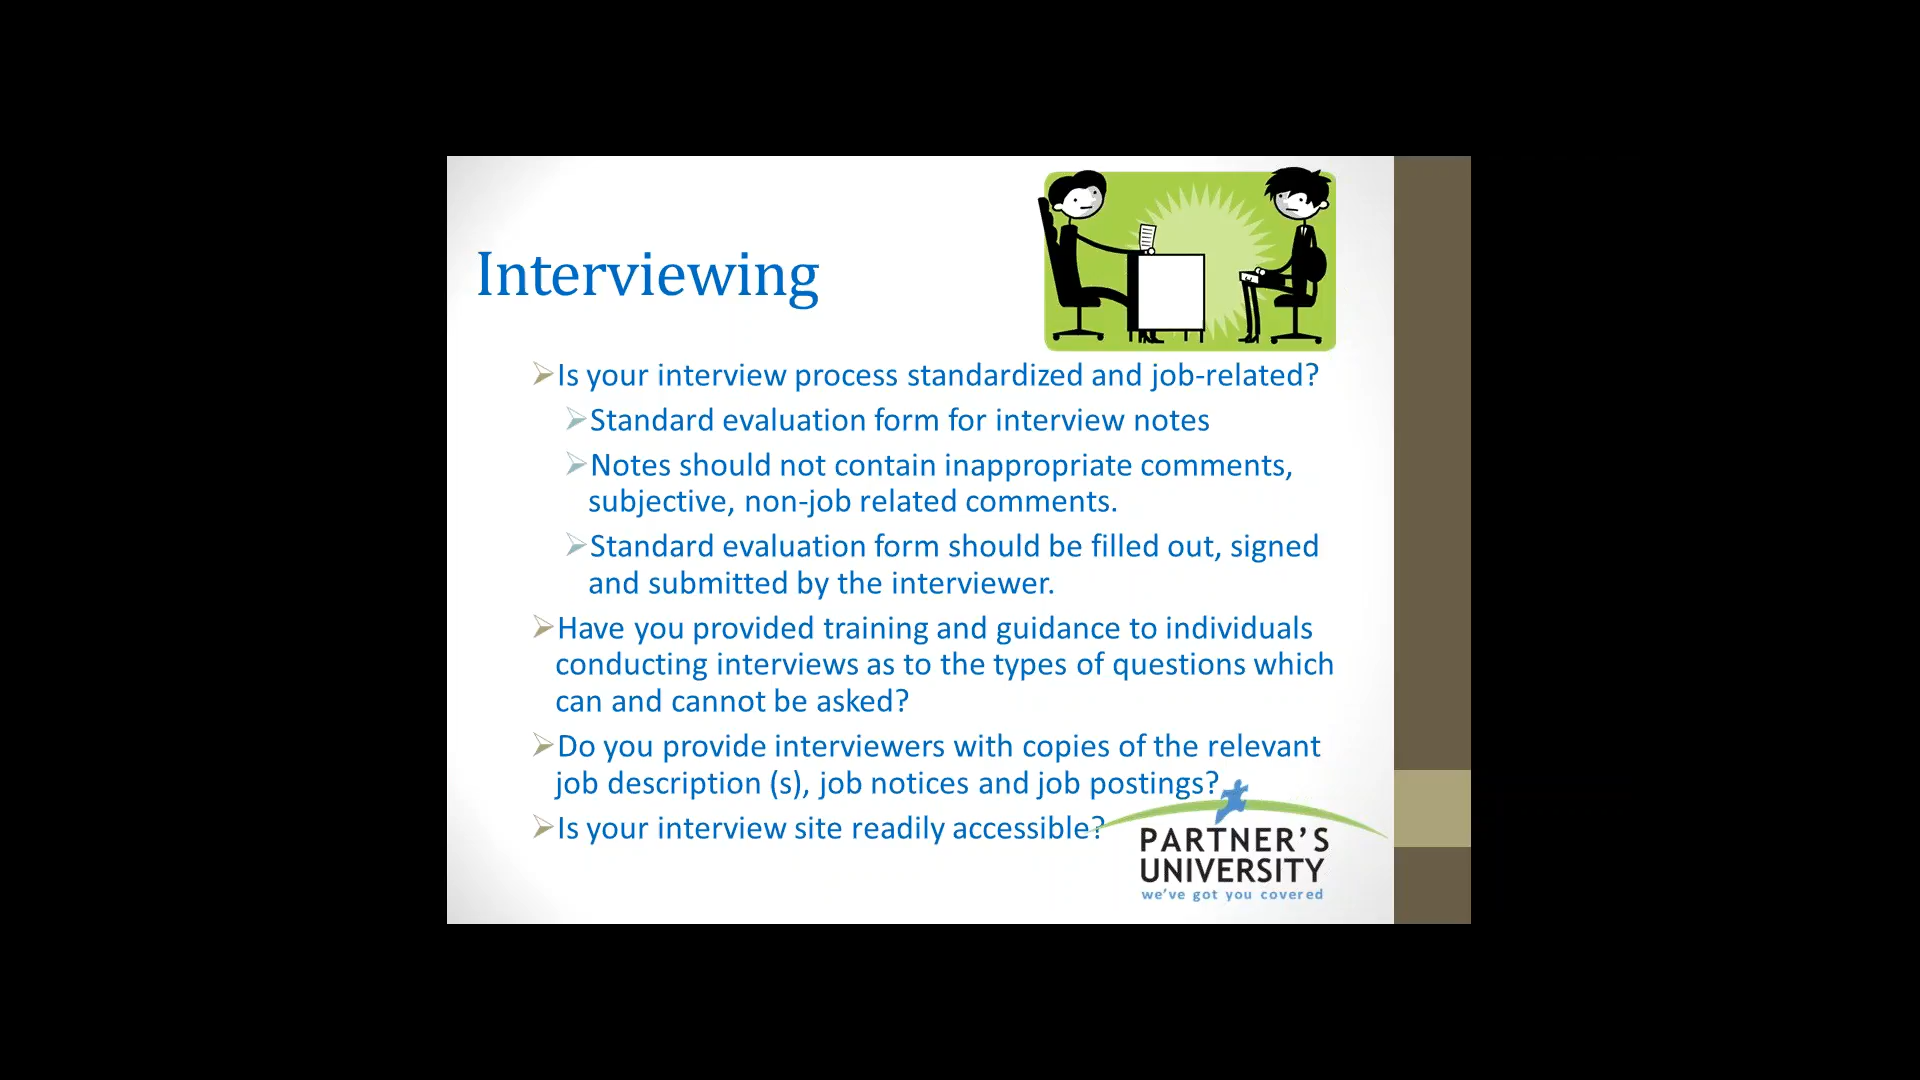 Interviewing
Is your interview process standardized and job-related?
Standard evaluation form for interview notes
Notes should not contain inappropriate comments,
subjective, non-job related comments.
Standard evaluation form should be filled out, signed
and submitted by the interviewer.
Have you provided training and guidance to individuals
conducting interviews as to the types of questions which
can and cannot be asked?
Do you provide interviewers with copies of the relevant
job description (s), job notices and job postings?
Is your interview site readily accessible?
PARTNER'S
UNIVERSITY
we've got you covered